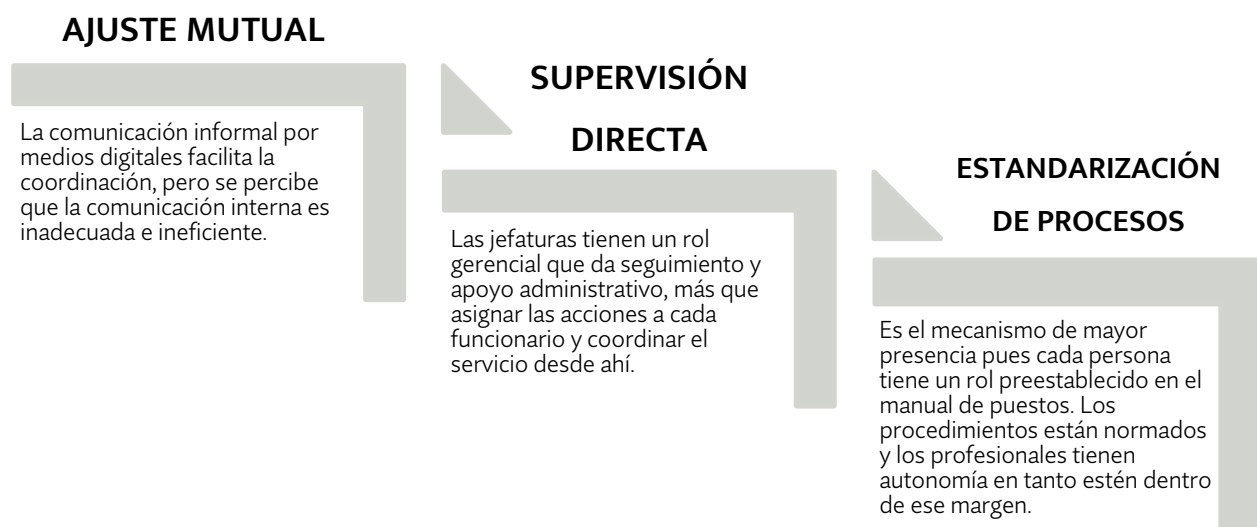 AJUSTE MUTUAL
La comunicación informal por
medios digitales facilita la
coordinación, pero se percibe
que la comunicación interna es
inadecuada e ineficiente.
SUPERVISIÓN
DIRECTA
Las jefaturas tienen un rol
gerencial que da seguimiento y
apoyo administrativo, más que
asignar las acciones a cada
funcionario y coordinar el
servicio desde ahí.
ESTANDARIZACIÓN
DE PROCESOS
Es el mecanismo de mayor
presencia pues cada persona
tiene un rol preestablecido en el
manual de puestos. Los
procedimientos están normados
y los profesionales tienen
autonomía en tanto estén dentro
de ese margen.